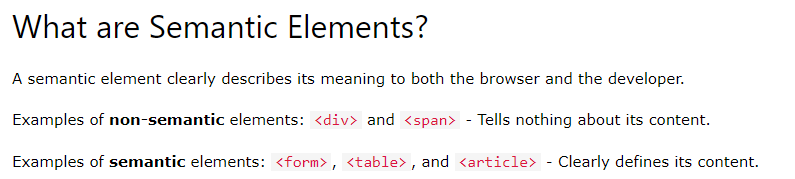 What are Semantic Elements?
A semantic element clearly describes its meaning to both the browser and the developer.
Examples of non-semantic elements: <div> and <span> - Tells nothing about its content.
Examples of semantic elements: <form>, <table>, and <article> - Clearly defines its content.